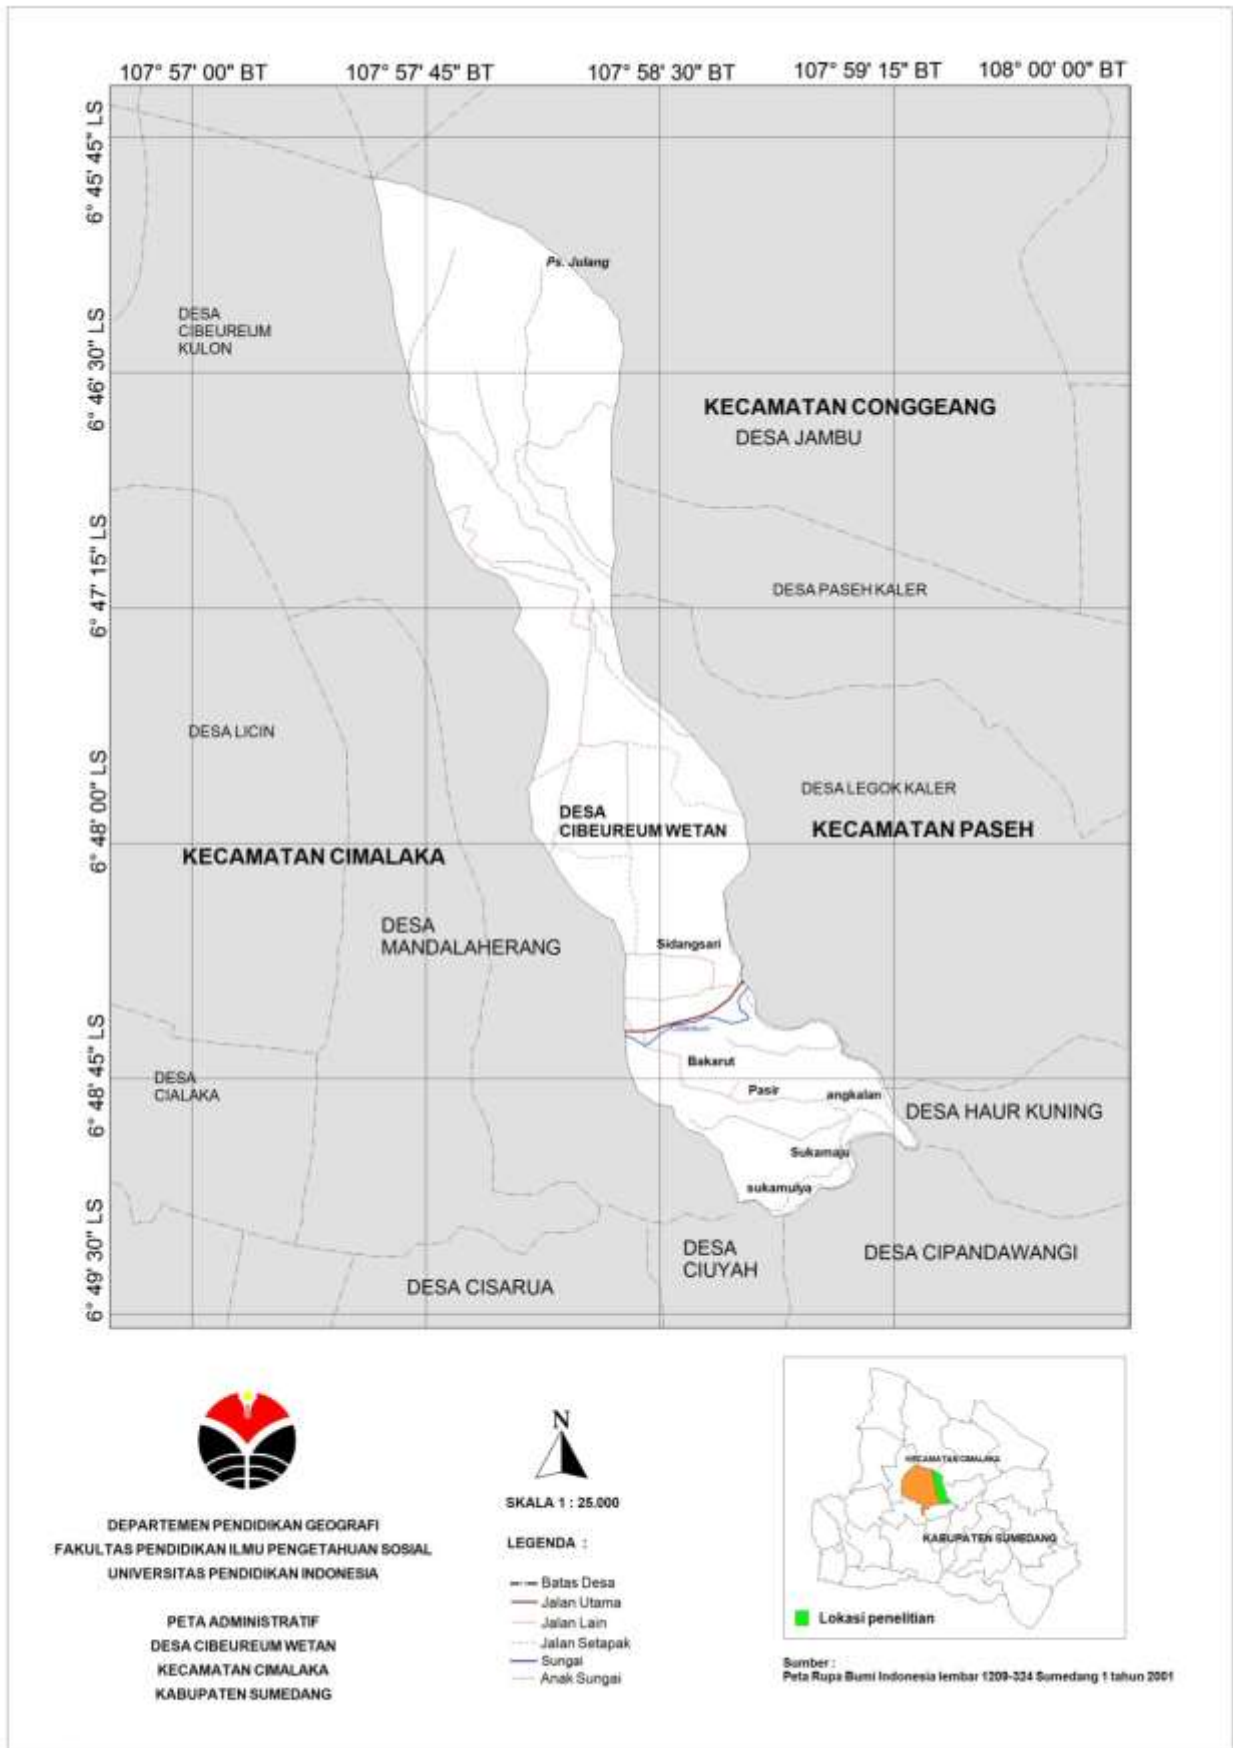 107° 57' 00" BT
107° 57' 45" BT
107° 58' 30" BT
107° 59' 15" BT
108° 00' 00" BT
6° 45' 45" LS
6° 46' 30" LS
6° 47' 15" LS
6° 48' 00" LS
6° 48' 45" LS
6° 49' 30" LS
Ps. Julang
DESA
CIBEUREUM
KULON
KECAMATAN CONGGEANG
DESA JAMBU
DESA PASEH KALER
DESA LICIN
DESA LEGOK KALER
DESA
CIBEUREUM WETAN
KECAMATAN PASEH
KECAMATAN CIMALAKA
DESA
MANDALAHERANG
Sidangsari
Bakarut
DESA
CIALAKA
Pasir
angkalan
DESA HAUR KUNING
Sukamaju
sukamulya
DESA
CIUYAH
DESA CIPANDAWANGI
DESA CISARUA
DEPARTEMEN PENDIDIKAN GEOGRAFI
FAKULTAS PENDIDIKAN ILMU PENGETAHUAN SOSIAL
UNIVERSITAS PENDIDIKAN INDONESIA
PETA ADMINISTRATIF
DESA CIBEUREUM WETAN
KECAMATAN CIMALAKA
KABUPATEN SUMEDANG
N
SKALA 1 : 25.000
LEGENDA :
Batas Desa
Jalan Utama
Jalan Lain
Jalan Setapak
Sungai
Anak Sungai
KECAMATAN CIMALAKA
KABUPATEN SUMEDANG
Lokasi penelitian
Sumber :
Peta Rupa Bumi Indonesia lembar 1209-324 Sumedang 1 tahun 2001